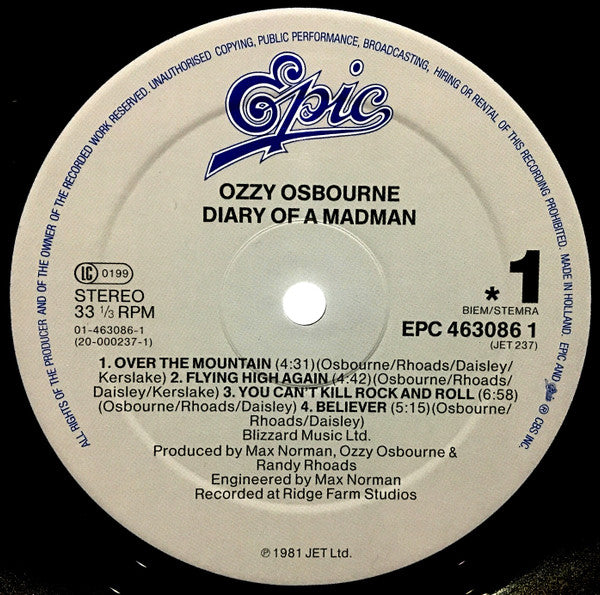 ALL RIGHTS OF THE PRODUCER AND OF THE OWNER OF THE RECORDED WORK RESERVED. UNAUTHORISED COPYING, PUBLIC PERFORMANCE, BROADCASTING, HIRING OR RENTAL OF THIS RECORDING PROHIBITED. MADE IN HOLLAND. EPIC AND Epic ® CBS INC.
Epic
OZZY OSBOURNE
DIARY OF A MADMAN
LC 0199
STEREO
33 1/3 RPM
01-463086-1
(20-000237-1)
* 1
BIEM/STEMRA
EPC 463086 1
(JET 237)
1. OVER THE MOUNTAIN (4:31)(Osbourne/Rhoads/Daisley/
Kerslake) 2. FLYING HIGH AGAIN (4:42)(Osbourne/Rhoads/
Daisley/Kerslake) 3. YOU CAN'T KILL ROCK AND ROLL (6:58)
(Osbourne/Rhoads/Daisley) 4. BELIEVER (5:15)(Osbourne/
Rhoads/Daisley)
Blizzard Music Ltd.
Produced by Max Norman, Ozzy Osbourne &
Randy Rhoads
Engineered by Max Norman
Recorded at Ridge Farm Studios
℗ 1981 JET Ltd.